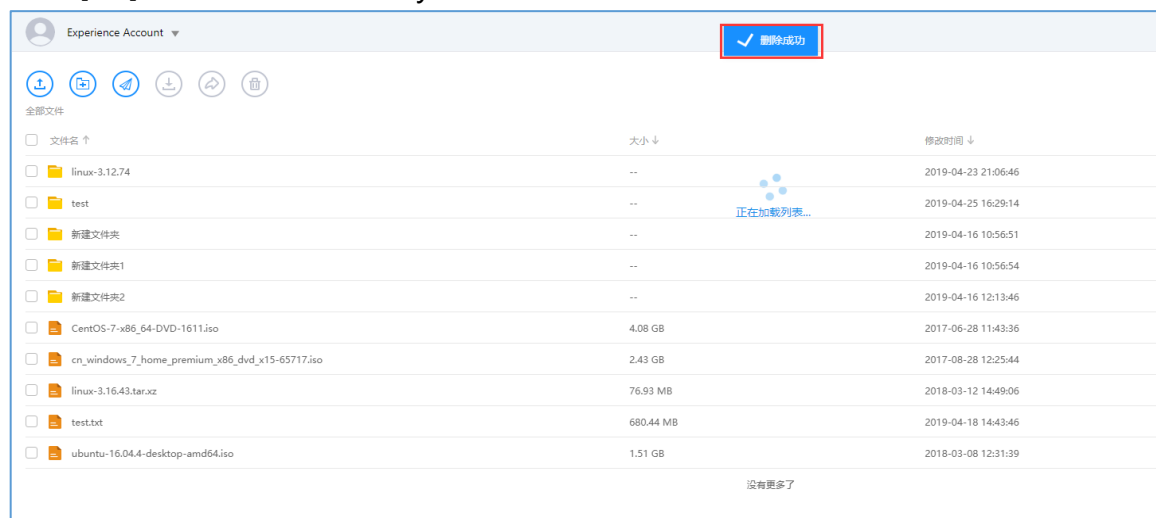 Experience Account
删除成功
全部文件
文件名 大小 修改时间
linux-3.12.74 -- 2019-04-23 21:06:46
test -- 2019-04-25 16:29:14
正在加载列表...
新建文件夹 -- 2019-04-16 10:56:51
新建文件夹1 -- 2019-04-16 10:56:54
新建文件夹2 -- 2019-04-16 12:13:46
CentOS-7-x86_64-DVD-1611.iso 4.08 GB 2017-06-28 11:43:36
cn_windows_7_home_premium_x86_dvd_x15-65717.iso 2.43 GB 2017-08-28 12:25:44
linux-3.16.43.tar.xz 76.93 MB 2018-03-12 14:49:06
test.txt 680.44 MB 2019-04-18 14:43:46
ubuntu-16.04.4-desktop-amd64.iso 1.51 GB 2018-03-08 12:31:39
没有更多了